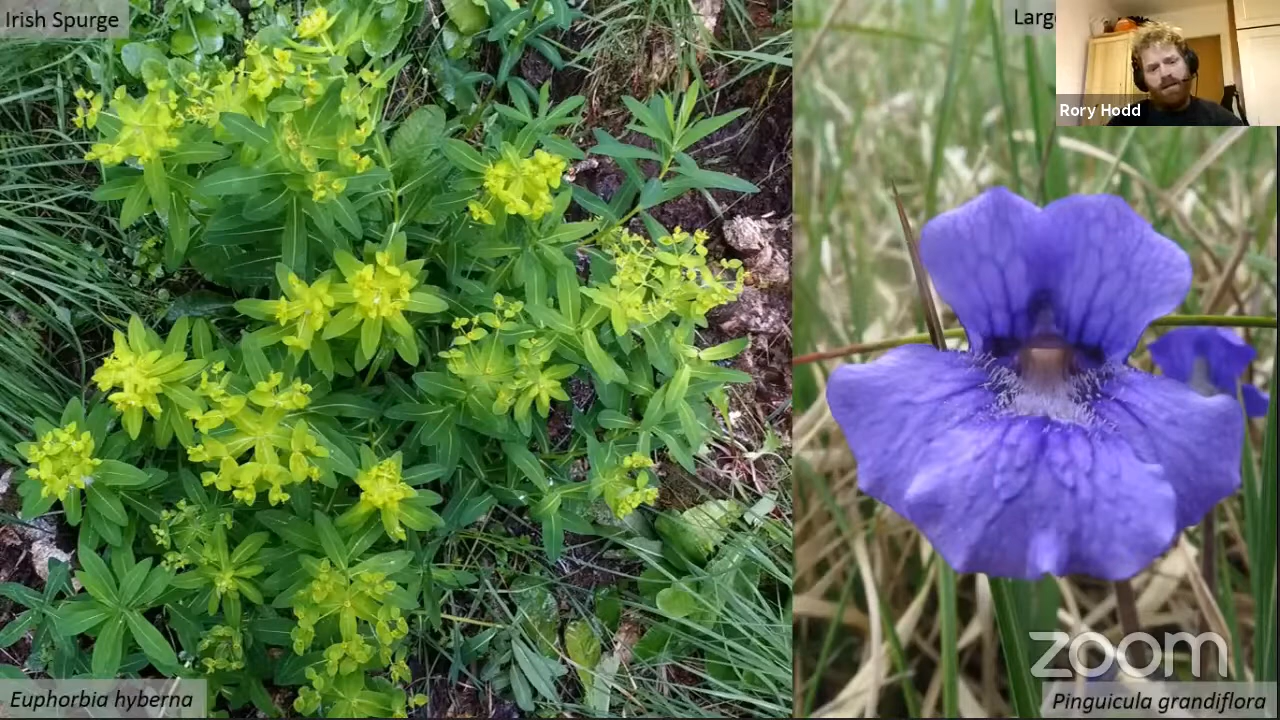 Irish Spurge
Larg
Rory Hodd
zoom
Euphorbia hyberna
Pinguicula grandiflora